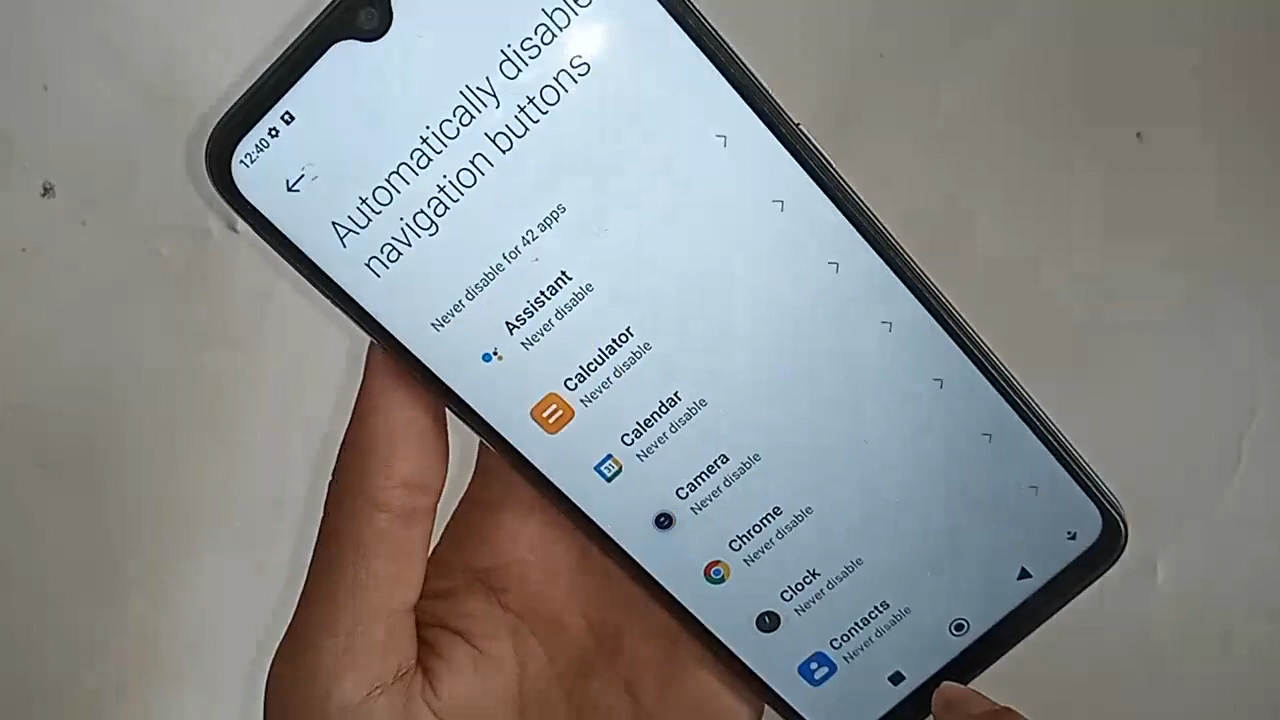 12:40
Automatically disable
navigation buttons
Never disable for 42 apps
Assistant
Never disable
Calculator
Never disable
Calendar
Never disable
31
Camera
Never disable
Chrome
Never disable
Clock
Never disable
Contacts
Never disable